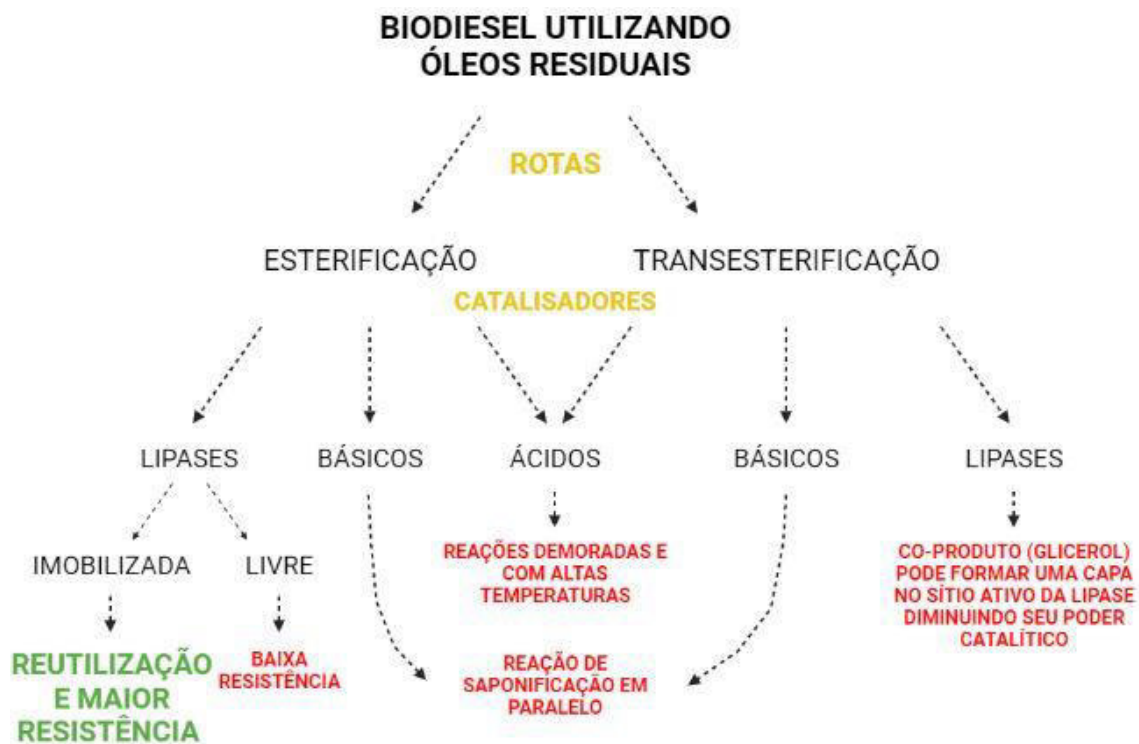 BIODIESEL UTILIZANDO
ÓLEOS RESIDUAIS
ROTAS
ESTERIFICAÇÃO
TRANSESTERIFICAÇÃO
CATALISADORES
LIPASES
BÁSICOS
ÁCIDOS
BÁSICOS
LIPASES
IMOBILIZADA
LIVRE
REAÇÕES DEMORADAS E
COM ALTAS
TEMPERATURAS
CO-PRODUTO (GLICEROL)
PODE FORMAR UMA CAPA
NO SÍTIO ATIVO DA LIPASE
DIMINUINDO SEU PODER
CATALÍTICO
REUTILIZAÇÃO
E MAIOR
RESISTÊNCIA
BAIXA
RESISTÊNCIA
REAÇÃO DE
SAPONIFICAÇÃO EM
PARALELO